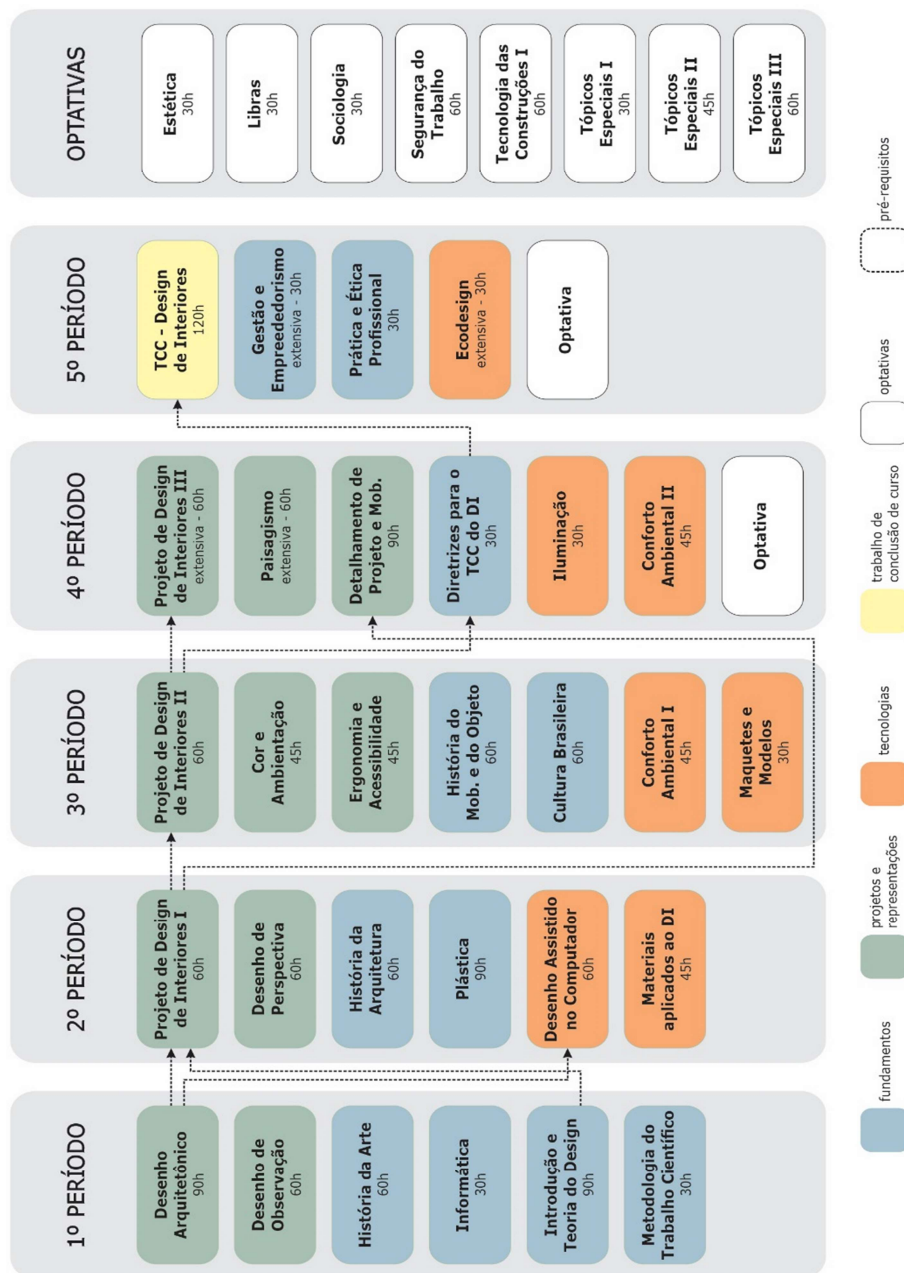 1º PERÍODO
Desenho
Arquitetônico
90h
Desenho de
Observação
60h
História da Arte
60h
Informática
30h
Introdução e
Teoria do Design
90h
Metodologia do
Trabalho Científico
30h
2º PERÍODO
Projeto de Design
de Interiores I
60h
Desenho de
Perspectiva
60h
História da
Arquitetura
60h
Plástica
90h
Desenho Assistido
no Computador
60h
Materiais
aplicados ao DI
45h
3º PERÍODO
Projeto de Design
de Interiores II
60h
Cor e
Ambientação
45h
Ergonomia e
Acessibilidade
45h
História do
Mob. e do Objeto
60h
Cultura Brasileira
60h
Conforto
Ambiental I
45h
Maquetes e
Modelos
30h
4º PERÍODO
Projeto de Design
de Interiores III
extensiva - 60h
Paisagismo
extensiva - 60h
Detalhamento de
Projeto e Mob.
90h
Diretrizes para o
TCC do DI
30h
Iluminação
30h
Conforto
Ambiental II
45h
Optativa
5º PERÍODO
TCC - Design
de Interiores
120h
Gestão e
Empreededorismo
extensiva - 30h
Prática e Ética
Profissional
30h
Ecodesign
extensiva - 30h
Optativa
OPTATIVAS
Estética
30h
Libras
30h
Sociologia
30h
Segurança do
Trabalho
60h
Tecnologia das
Construções I
60h
Tópicos
Especiais I
30h
Tópicos
Especiais II
45h
Tópicos
Especiais III
60h
fundamentos
projetos e
representações
tecnologias
trabalho de
conclusão de curso
optativas
pré-requisitos